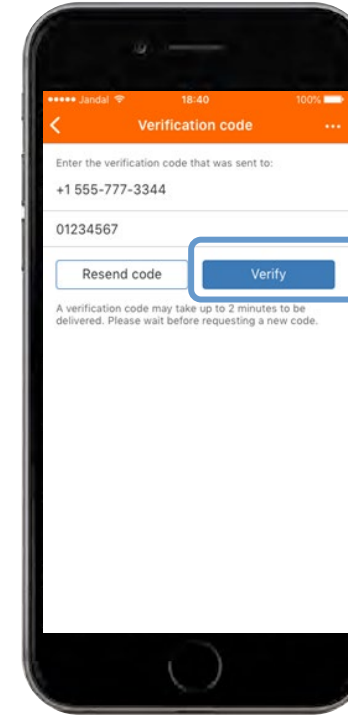 Jandal 18:40 100%
Verification code
Enter the verification code that was sent to:
+1 555-777-3344
01234567
Resend code Verify
A verification code may take up to 2 minutes to be
delivered. Please wait before requesting a new code.